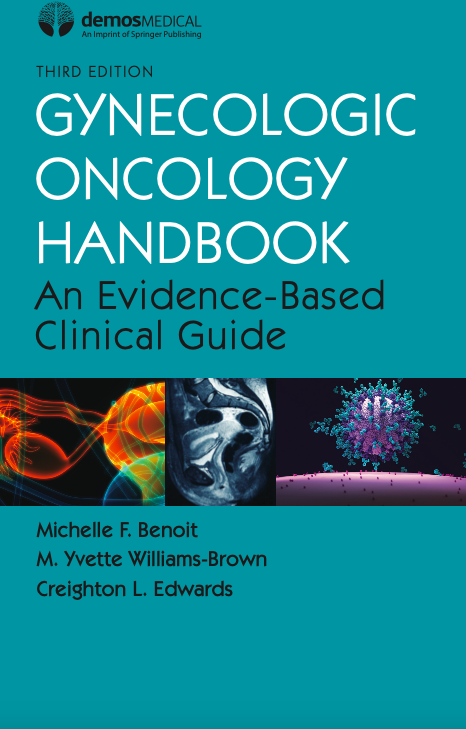 demosMEDICAL
An Imprint of Springer Publishing
THIRD EDITION
GYNECOLOGIC
ONCOLOGY
HANDBOOK
An Evidence-Based
Clinical Guide
Michelle F. Benoit
M. Yvette Williams-Brown
Creighton L. Edwards